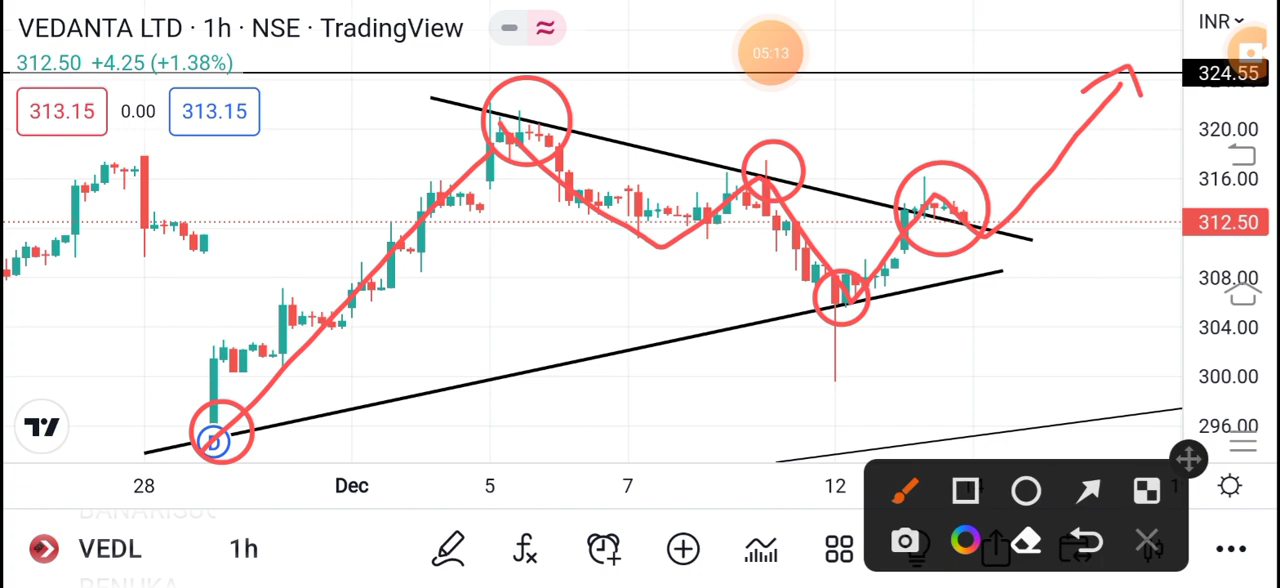 VEDANTA LTD · 1h · NSE · TradingView
INR
312.50 +4.25 (+1.38%)
05:13
324.55
313.15 0.00 313.15
320.00
316.00
312.50
308.00
304.00
300.00
296.00
D
28 Dec 5 7 12 14 1
VEDL 1h